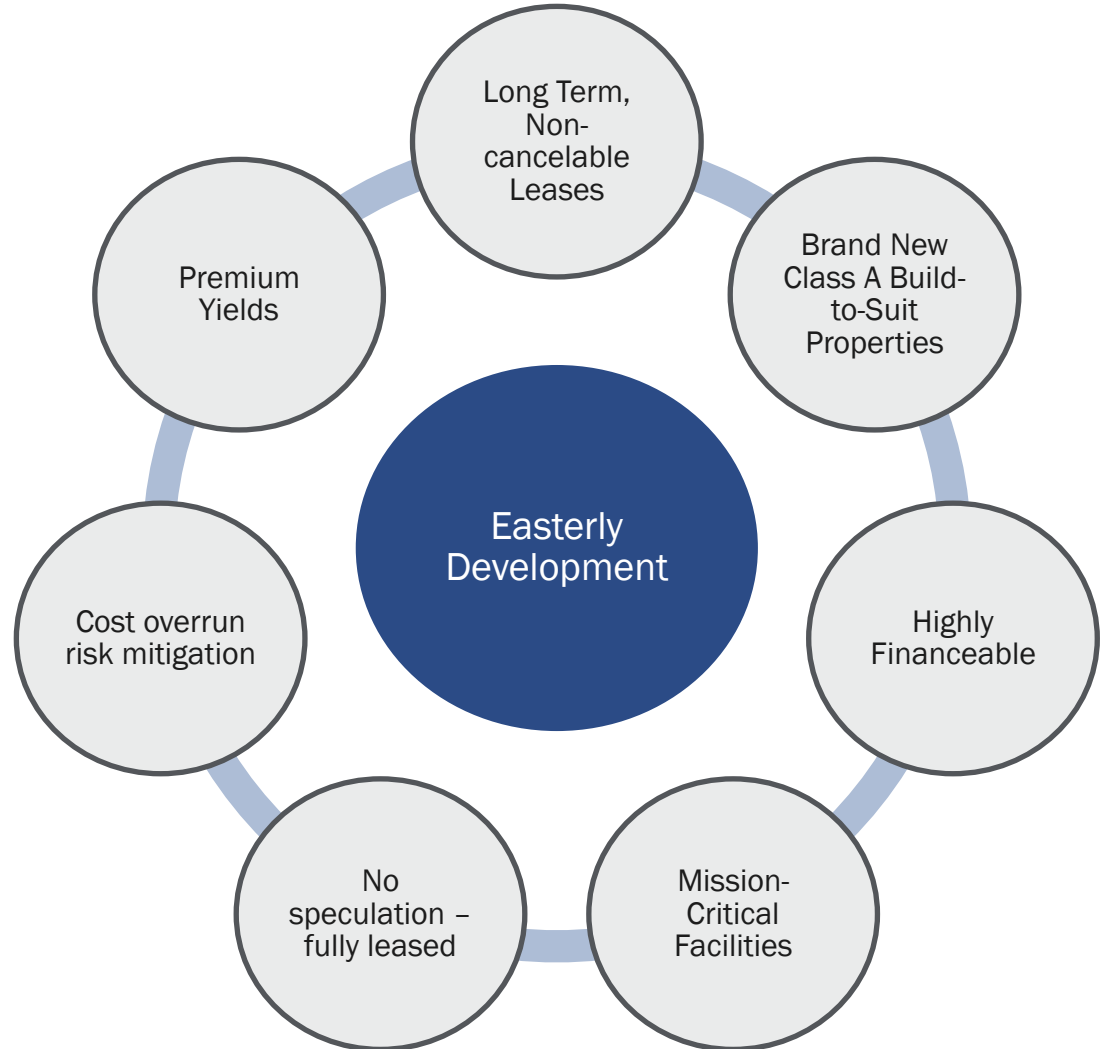 Long Term,
Non-
cancelable
Leases
Brand New
Class A Build-
to-Suit
Properties
Highly
Financeable
Mission-
Critical
Facilities
No
speculation –
fully leased
Cost overrun
risk mitigation
Premium
Yields
Easterly
Development